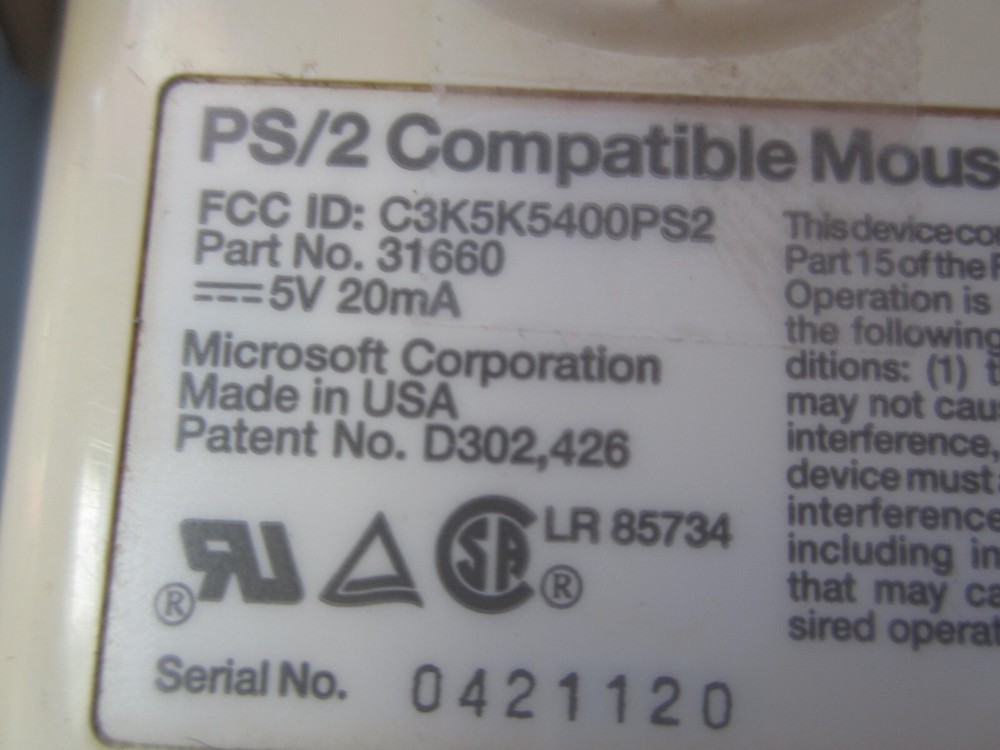 PS/2 Compatible Mous
FCC ID: C3K5K5400PS2
Part No. 31660
5V 20mA
Microsoft Corporation
Made in USA
Patent No. D302,426
LR 85734
®
®
Serial No. 0421120
This device co
Part 15 of the
Operation is
the following
ditions: (1)
may not cau
interference,
device must
interference
including in
that may ca
sired operat